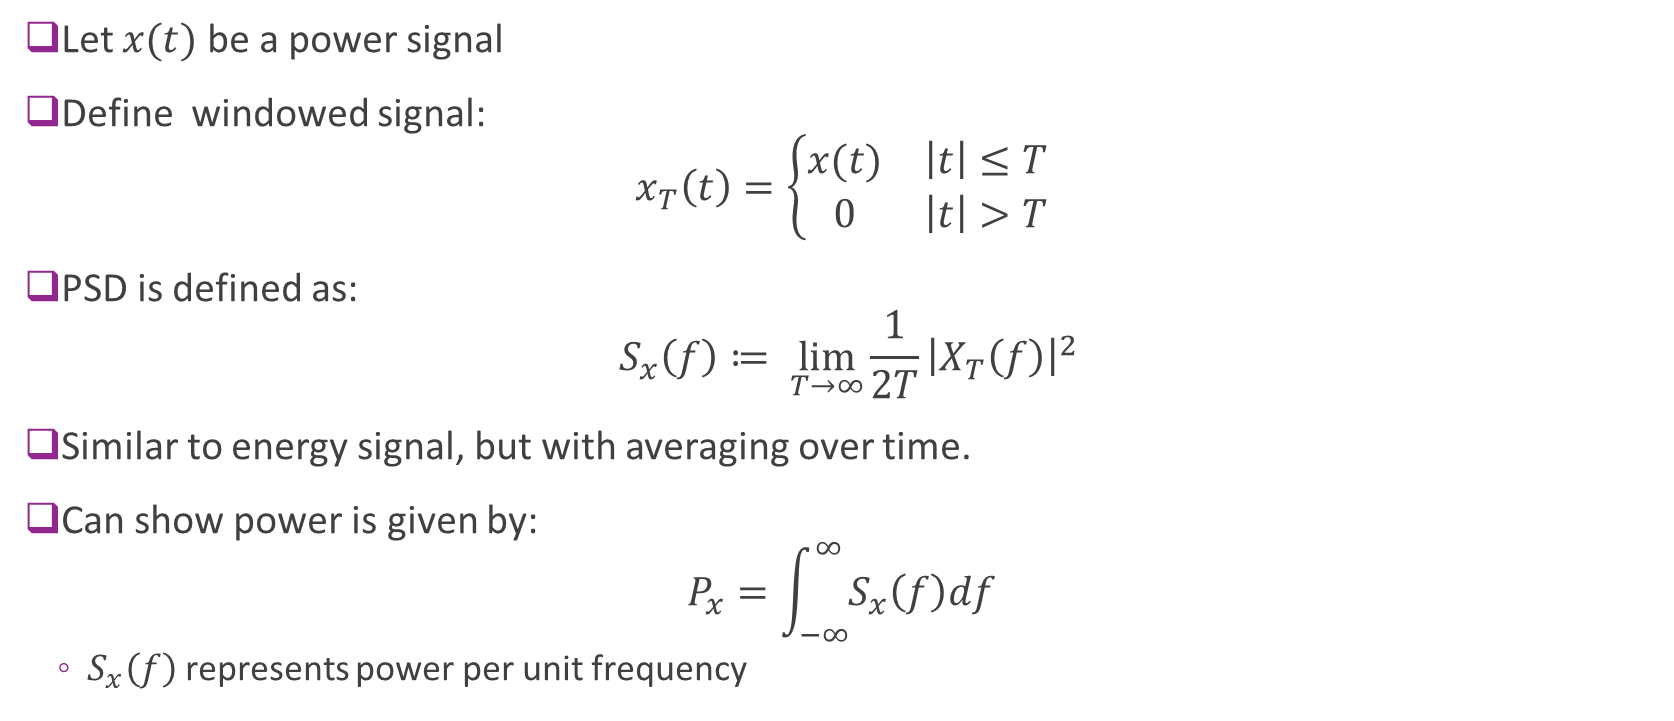 ❑Let x(t) be a power signal
❑Define windowed signal:
x_T(t) = { x(t) |t| ≤ T
0 |t| > T
❑PSD is defined as:
S_x(f) ≔ lim_{T→∞} \frac{1}{2T} |X_T(f)|²
❑Similar to energy signal, but with averaging over time.
❑Can show power is given by:
P_x = ∫_{−∞}^{∞} S_x(f)df
◦ S_x(f) represents power per unit frequency